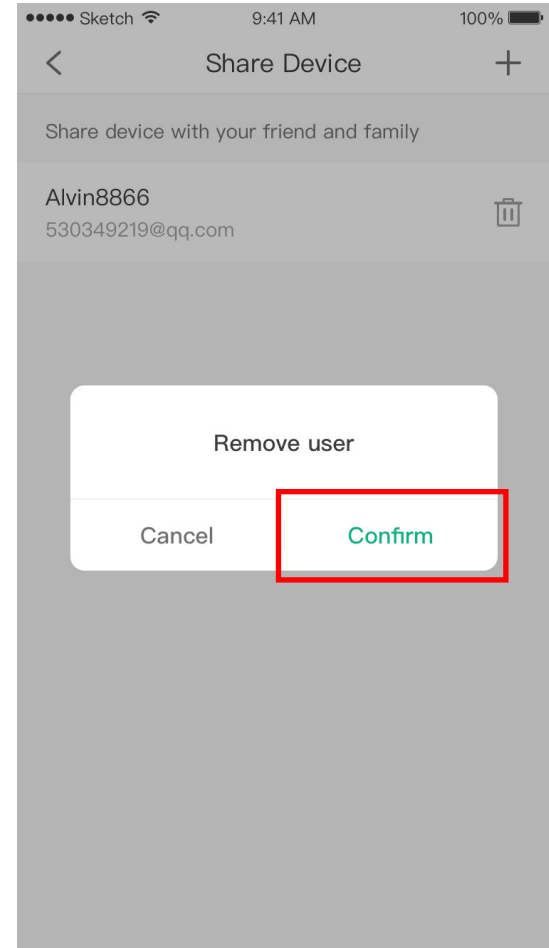 Sketch 9:41 AM 100%
Share Device
Share device with your friend and family
Alvin8866
530349219@qq.com
Remove user
Cancel Confirm